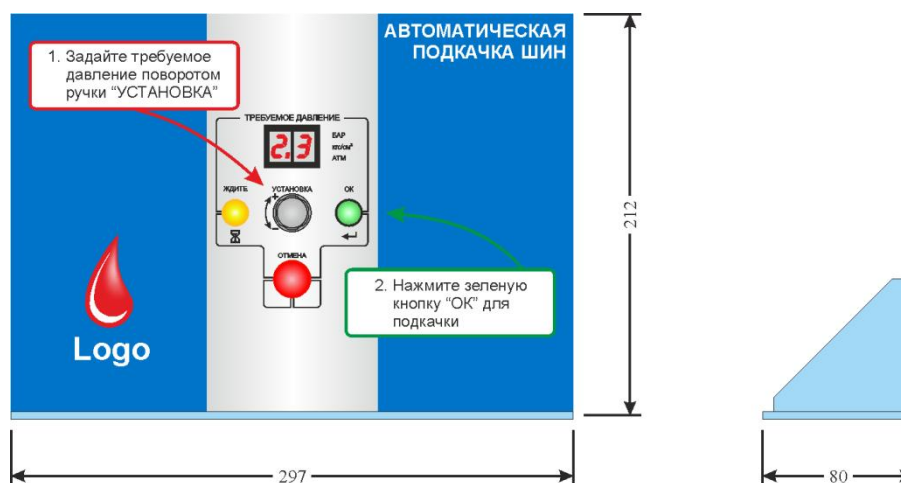 АВТОМАТИЧЕСКАЯ
ПОДКАЧКА ШИН
1. Задайте требуемое
давление поворотом
ручки “УСТАНОВКА”
ТРЕБУЕМОЕ ДАВЛЕНИЕ
2.3
БАР
кгс/см²
АТМ
ЖДИТЕ
УСТАНОВКА
ОК
+
-
ОТМЕНА
2. Нажмите зеленую
кнопку “ОК” для
подкачки
Logo
212
297
80